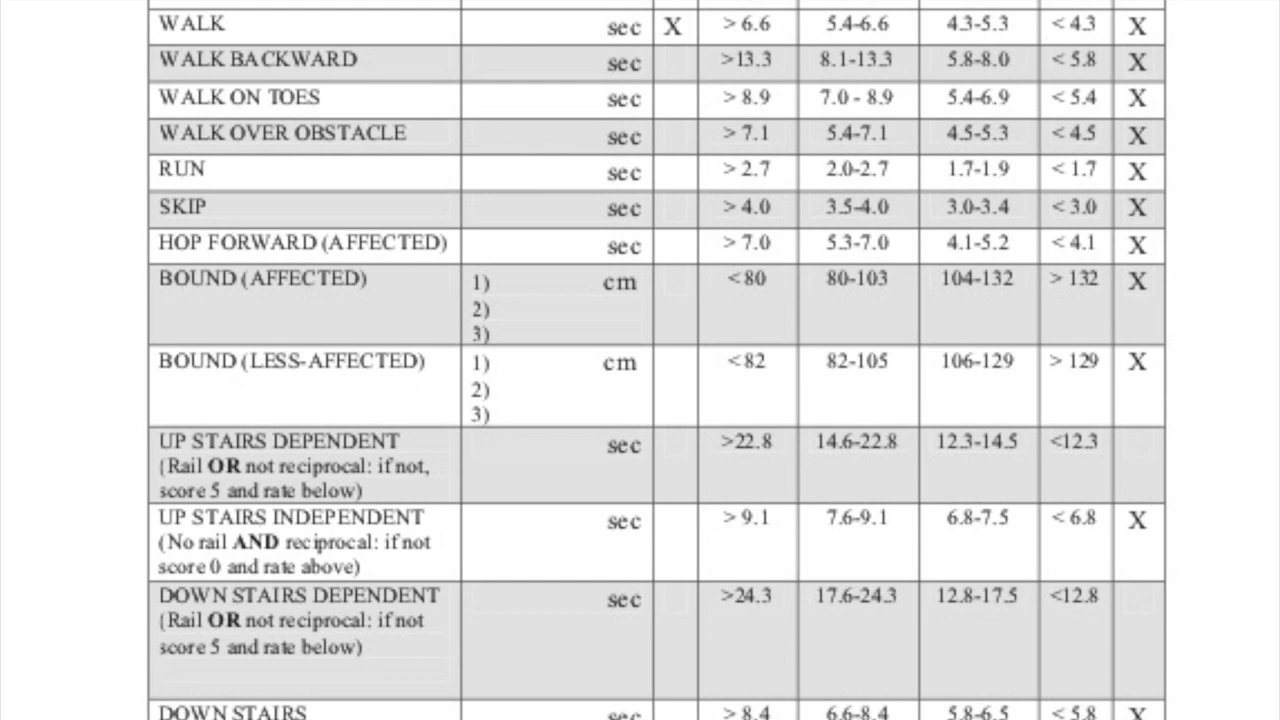 WALK sec X > 6.6 5.4-6.6 4.3-5.3 < 4.3 X
WALK BACKWARD sec >13.3 8.1-13.3 5.8-8.0 < 5.8 X
WALK ON TOES sec > 8.9 7.0 - 8.9 5.4-6.9 < 5.4 X
WALK OVER OBSTACLE sec > 7.1 5.4-7.1 4.5-5.3 < 4.5 X
RUN sec > 2.7 2.0-2.7 1.7-1.9 < 1.7 X
SKIP sec > 4.0 3.5-4.0 3.0-3.4 < 3.0 X
HOP FORWARD (AFFECTED) sec > 7.0 5.3-7.0 4.1-5.2 < 4.1 X
BOUND (AFFECTED) 1) cm < 80 80-103 104-132 > 132 X
2)
3)
BOUND (LESS-AFFECTED) 1) cm < 82 82-105 106-129 > 129 X
2)
3)
UP STAIRS DEPENDENT sec >22.8 14.6-22.8 12.3-14.5 <12.3
(Rail OR not reciprocal: if not,
score 5 and rate below)
UP STAIRS INDEPENDENT sec > 9.1 7.6-9.1 6.8-7.5 < 6.8 X
(No rail AND reciprocal: if not
score 0 and rate above)
DOWN STAIRS DEPENDENT sec >24.3 17.6-24.3 12.8-17.5 <12.8
(Rail OR not reciprocal: if not
score 5 and rate below)
DOWN STAIRS sec > 8.4 6.6-8.4 5.8-6.5 < 5.8 X